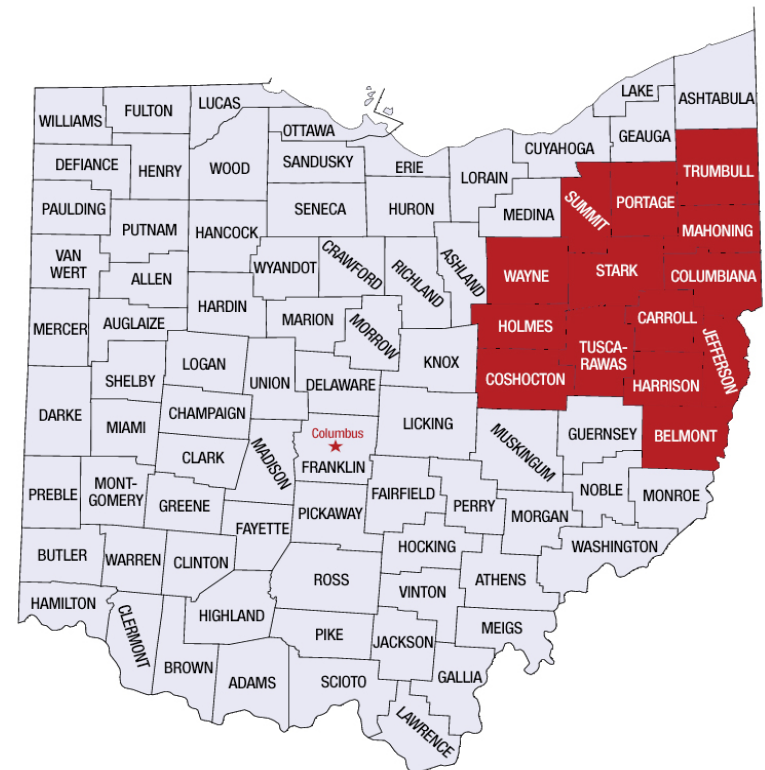 LAKE
ASHTABULA
LUCAS
FULTON
WILLIAMS
OTTAWA
GEAUGA
CUYAHOGA
SANDUSKY
ERIE
DEFIANCE
HENRY
WOOD
TRUMBULL
LORAIN
SUMMIT
PORTAGE
PAULDING
SENECA
HURON
MEDINA
PUTNAM
HANCOCK
MAHONING
VAN
WERT
WYANDOT
CRAWFORD
RICHLAND
ASHLAND
WAYNE
STARK
COLUMBIANA
ALLEN
HARDIN
MERCER
AUGLAIZE
MARION
MORROW
HOLMES
CARROLL
JEFFERSON
TUSCA-
RAWAS
LOGAN
KNOX
SHELBY
UNION
DELAWARE
COSHOCTON
HARRISON
DARKE
MIAMI
CHAMPAIGN
LICKING
Columbus
FRANKLIN
MUSKINGUM
GUERNSEY
BELMONT
CLARK
MADISON
PREBLE
MONT-
GOMERY
GREENE
FAIRFIELD
PERRY
NOBLE
MONROE
PICKAWAY
MORGAN
FAYETTE
BUTLER
WARREN
CLINTON
HOCKING
WASHINGTON
ROSS
VINTON
ATHENS
HAMILTON
CLERMONT
HIGHLAND
PIKE
JACKSON
MEIGS
BROWN
ADAMS
SCIOTO
GALLIA
LAWRENCE